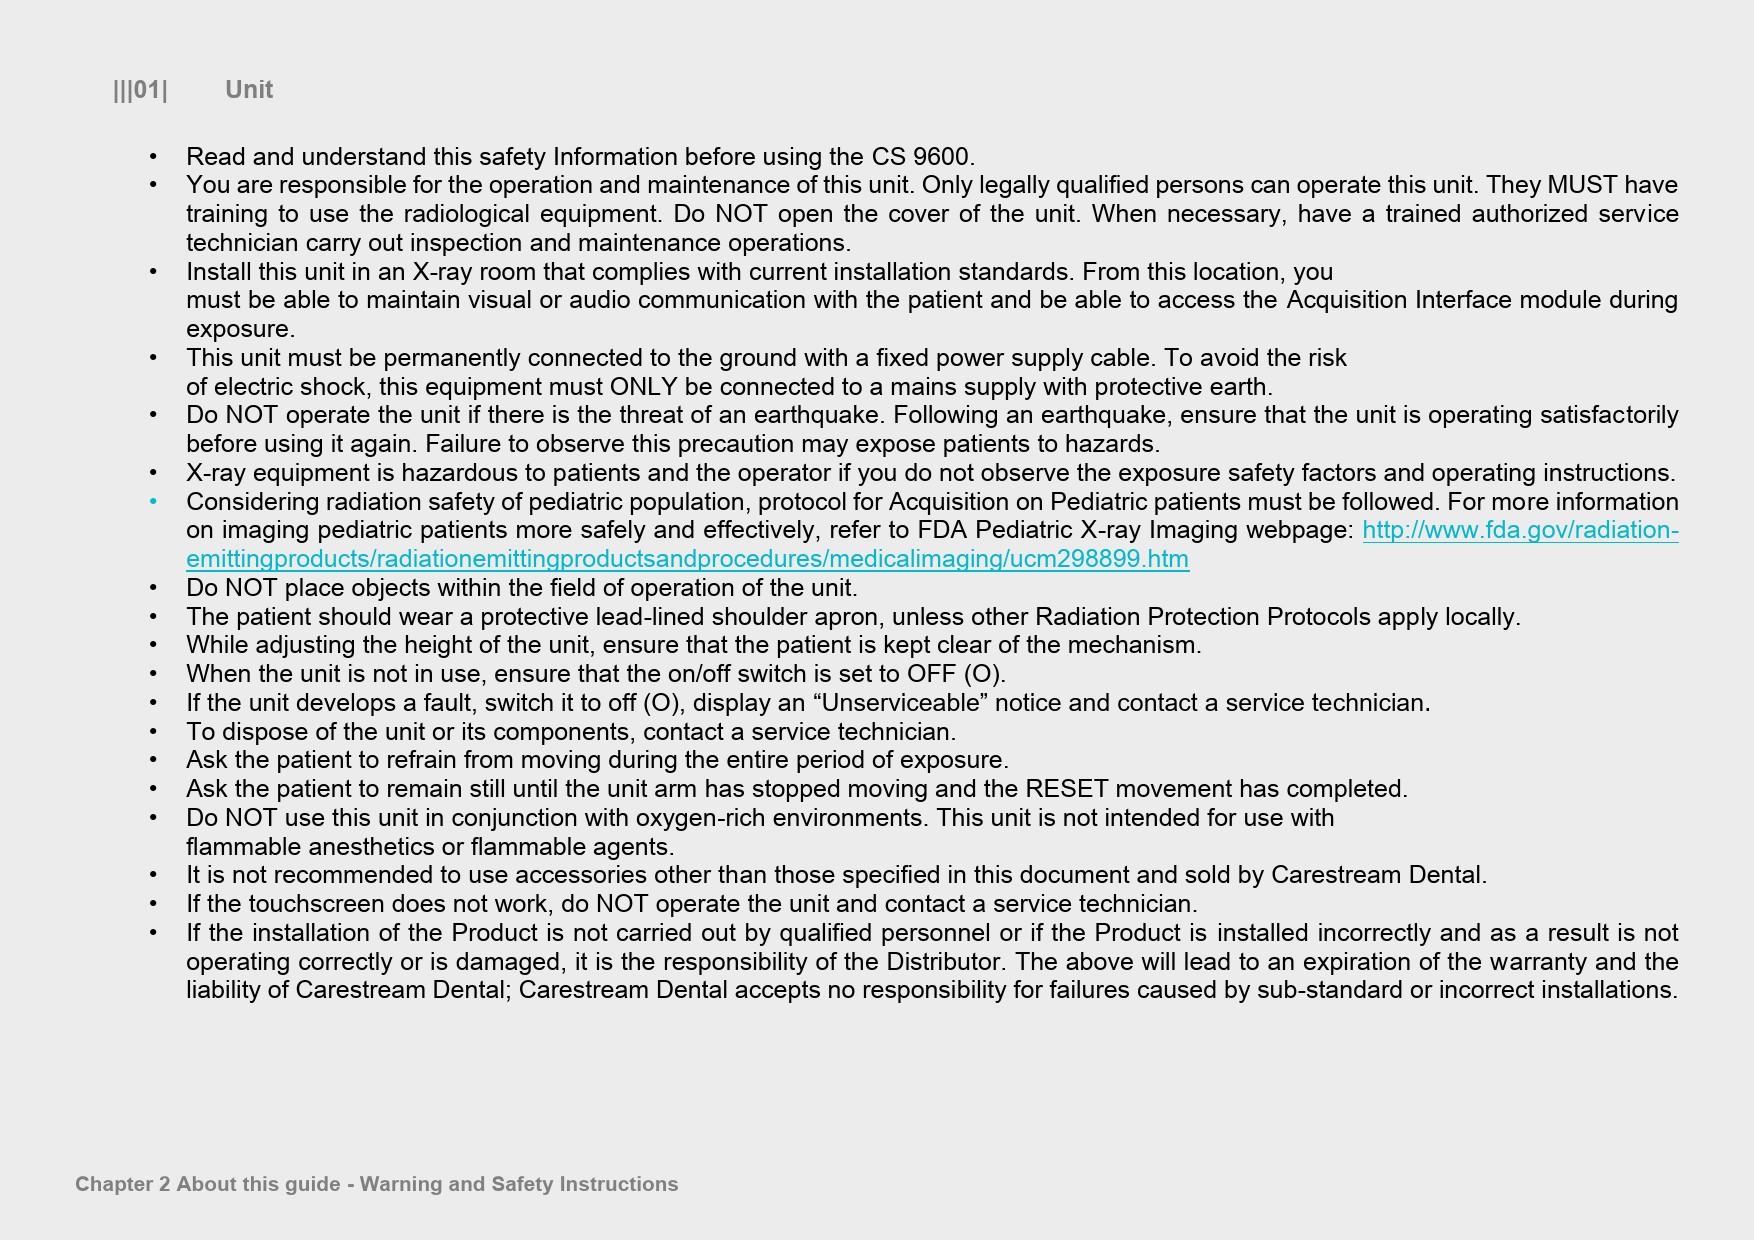 |||01| Unit
• Read and understand this safety Information before using the CS 9600.
• You are responsible for the operation and maintenance of this unit. Only legally qualified persons can operate this unit. They MUST have
training to use the radiological equipment. Do NOT open the cover of the unit. When necessary, have a trained authorized service
technician carry out inspection and maintenance operations.
• Install this unit in an X-ray room that complies with current installation standards. From this location, you
must be able to maintain visual or audio communication with the patient and be able to access the Acquisition Interface module during
exposure.
• This unit must be permanently connected to the ground with a fixed power supply cable. To avoid the risk
of electric shock, this equipment must ONLY be connected to a mains supply with protective earth.
• Do NOT operate the unit if there is the threat of an earthquake. Following an earthquake, ensure that the unit is operating satisfactorily
before using it again. Failure to observe this precaution may expose patients to hazards.
• X-ray equipment is hazardous to patients and the operator if you do not observe the exposure safety factors and operating instructions.
• Considering radiation safety of pediatric population, protocol for Acquisition on Pediatric patients must be followed. For more information
on imaging pediatric patients more safely and effectively, refer to FDA Pediatric X-ray Imaging webpage: http://www.fda.gov/radiation-
emittingproducts/radiationemittingproductsandprocedures/medicalimaging/ucm298899.htm
• Do NOT place objects within the field of operation of the unit.
• The patient should wear a protective lead-lined shoulder apron, unless other Radiation Protection Protocols apply locally.
• While adjusting the height of the unit, ensure that the patient is kept clear of the mechanism.
• When the unit is not in use, ensure that the on/off switch is set to OFF (O).
• If the unit develops a fault, switch it to off (O), display an “Unserviceable” notice and contact a service technician.
• To dispose of the unit or its components, contact a service technician.
• Ask the patient to refrain from moving during the entire period of exposure.
• Ask the patient to remain still until the unit arm has stopped moving and the RESET movement has completed.
• Do NOT use this unit in conjunction with oxygen-rich environments. This unit is not intended for use with
flammable anesthetics or flammable agents.
• It is not recommended to use accessories other than those specified in this document and sold by Carestream Dental.
• If the touchscreen does not work, do NOT operate the unit and contact a service technician.
• If the installation of the Product is not carried out by qualified personnel or if the Product is installed incorrectly and as a result is not
operating correctly or is damaged, it is the responsibility of the Distributor. The above will lead to an expiration of the warranty and the
liability of Carestream Dental; Carestream Dental accepts no responsibility for failures caused by sub-standard or incorrect installations.
Chapter 2 About this guide - Warning and Safety Instructions